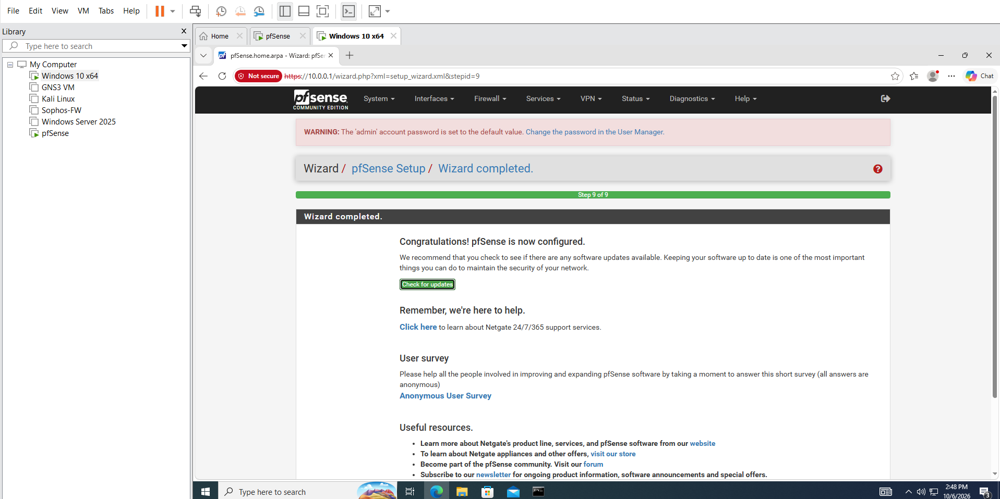 File Edit View VM Tabs Help
Library
Type here to search
My Computer
Windows 10 x64
GNS3 VM
Kali Linux
Sophos-FW
Windows Server 2025
pfSense
Home
pfSense
Windows 10 x64
pf pfSense.home.arpa - Wizard: pfSen
Not secure https://10.0.0.1/wizard.php?xml=setup_wizard.xml&stepid=9
Chat
pfsense
COMMUNITY EDITION
System Interfaces Firewall Services VPN Status Diagnostics Help
WARNING: The 'admin' account password is set to the default value. Change the password in the User Manager.
Wizard / pfSense Setup / Wizard completed.
?
Step 9 of 9
Wizard completed.
Congratulations! pfSense is now configured.
We recommend that you check to see if there are any software updates available. Keeping your software up to date is one of the most important
things you can do to maintain the security of your network.
Check for updates
Remember, we're here to help.
Click here to learn about Netgate 24/7/365 support services.
User survey
Please help all the people involved in improving and expanding pfSense software by taking a moment to answer this short survey (all answers are
anonymous)
Anonymous User Survey
Useful resources.
• Learn more about Netgate's product line, services, and pfSense software from our website
• To learn about Netgate appliances and other offers, visit our store
• Become part of the pfSense community. Visit our forum
• Subscribe to our newsletter for ongoing product information, software announcements and special offers.
Type here to search
2:48 PM
10/6/2026
3